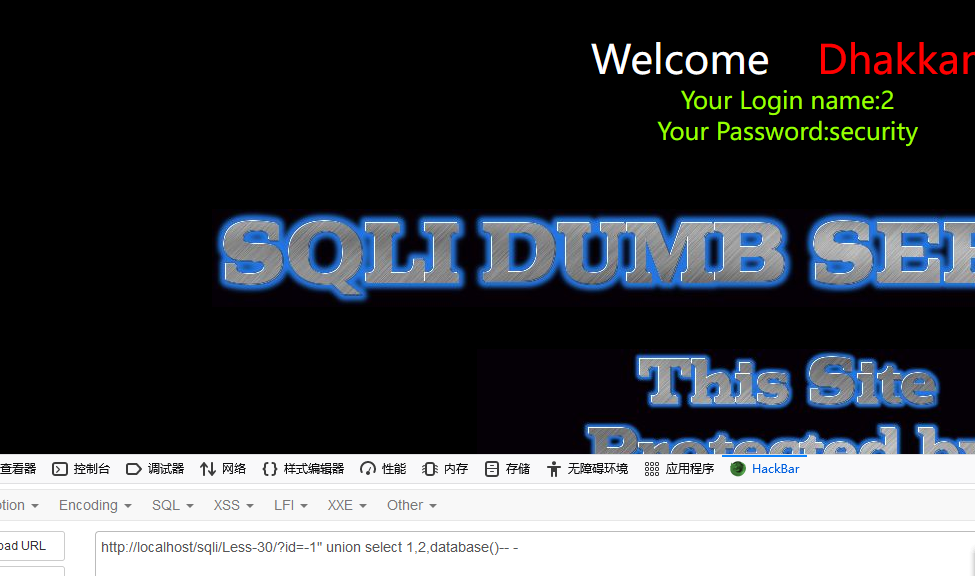 Welcome Dhakkan
Your Login name:2
Your Password:security
SQLI DUMB SER
This Site
Protected by
查看器 控制台 调试器 网络 {} 样式编辑器 性能 内存 存储 无障碍环境 应用程序 HackBar
tion Encoding SQL XSS LFI XXE Other
oad URL
http://localhost/sqli/Less-30/?id=-1" union select 1,2,database()-- -